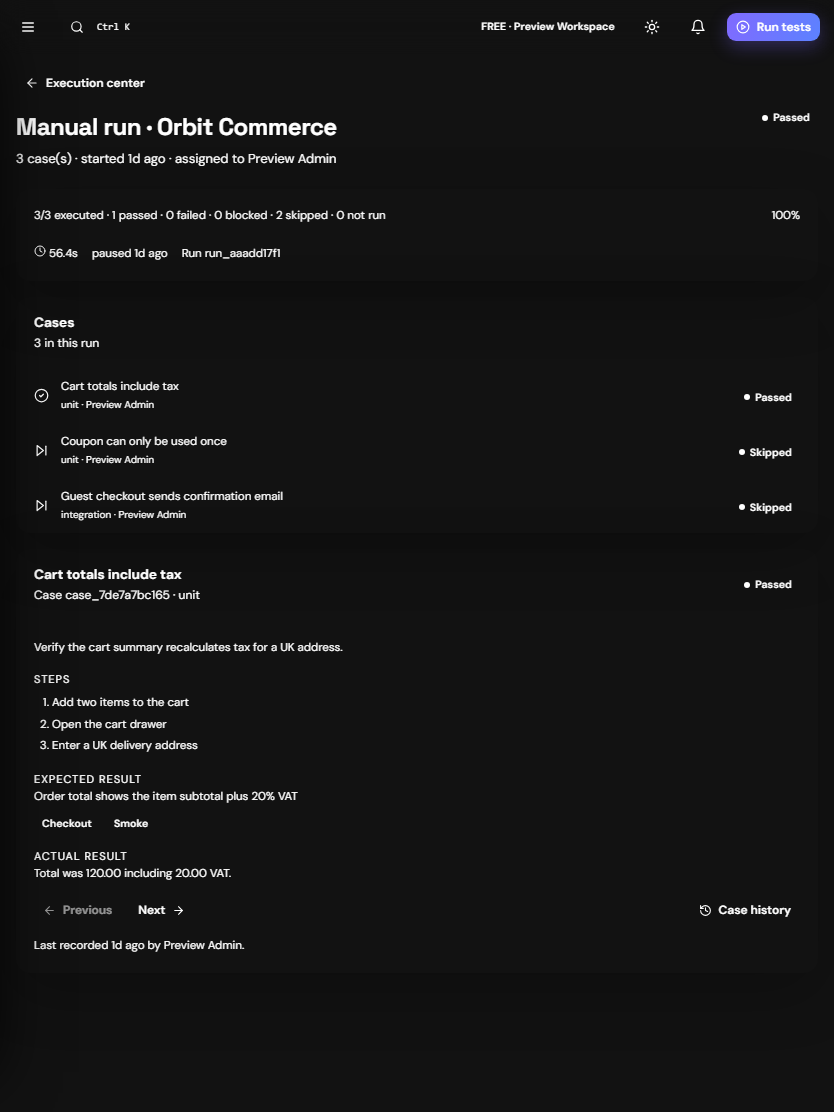 Ctrl K
FREE · Preview Workspace
Run tests
Execution center
Manual run · Orbit Commerce
Passed
3 case(s) · started 1d ago · assigned to Preview Admin
3/3 executed · 1 passed · 0 failed · 0 blocked · 2 skipped · 0 not run
100%
56.4s paused 1d ago Run run_aaadd17f1
Cases
3 in this run
Cart totals include tax
unit · Preview Admin
Passed
Coupon can only be used once
unit · Preview Admin
Skipped
Guest checkout sends confirmation email
integration · Preview Admin
Skipped
Cart totals include tax
Passed
Case case_7de7a7bc165 · unit
Verify the cart summary recalculates tax for a UK address.
STEPS
1. Add two items to the cart
2. Open the cart drawer
3. Enter a UK delivery address
EXPECTED RESULT
Order total shows the item subtotal plus 20% VAT
Checkout Smoke
ACTUAL RESULT
Total was 120.00 including 20.00 VAT.
Previous Next
Case history
Last recorded 1d ago by Preview Admin.